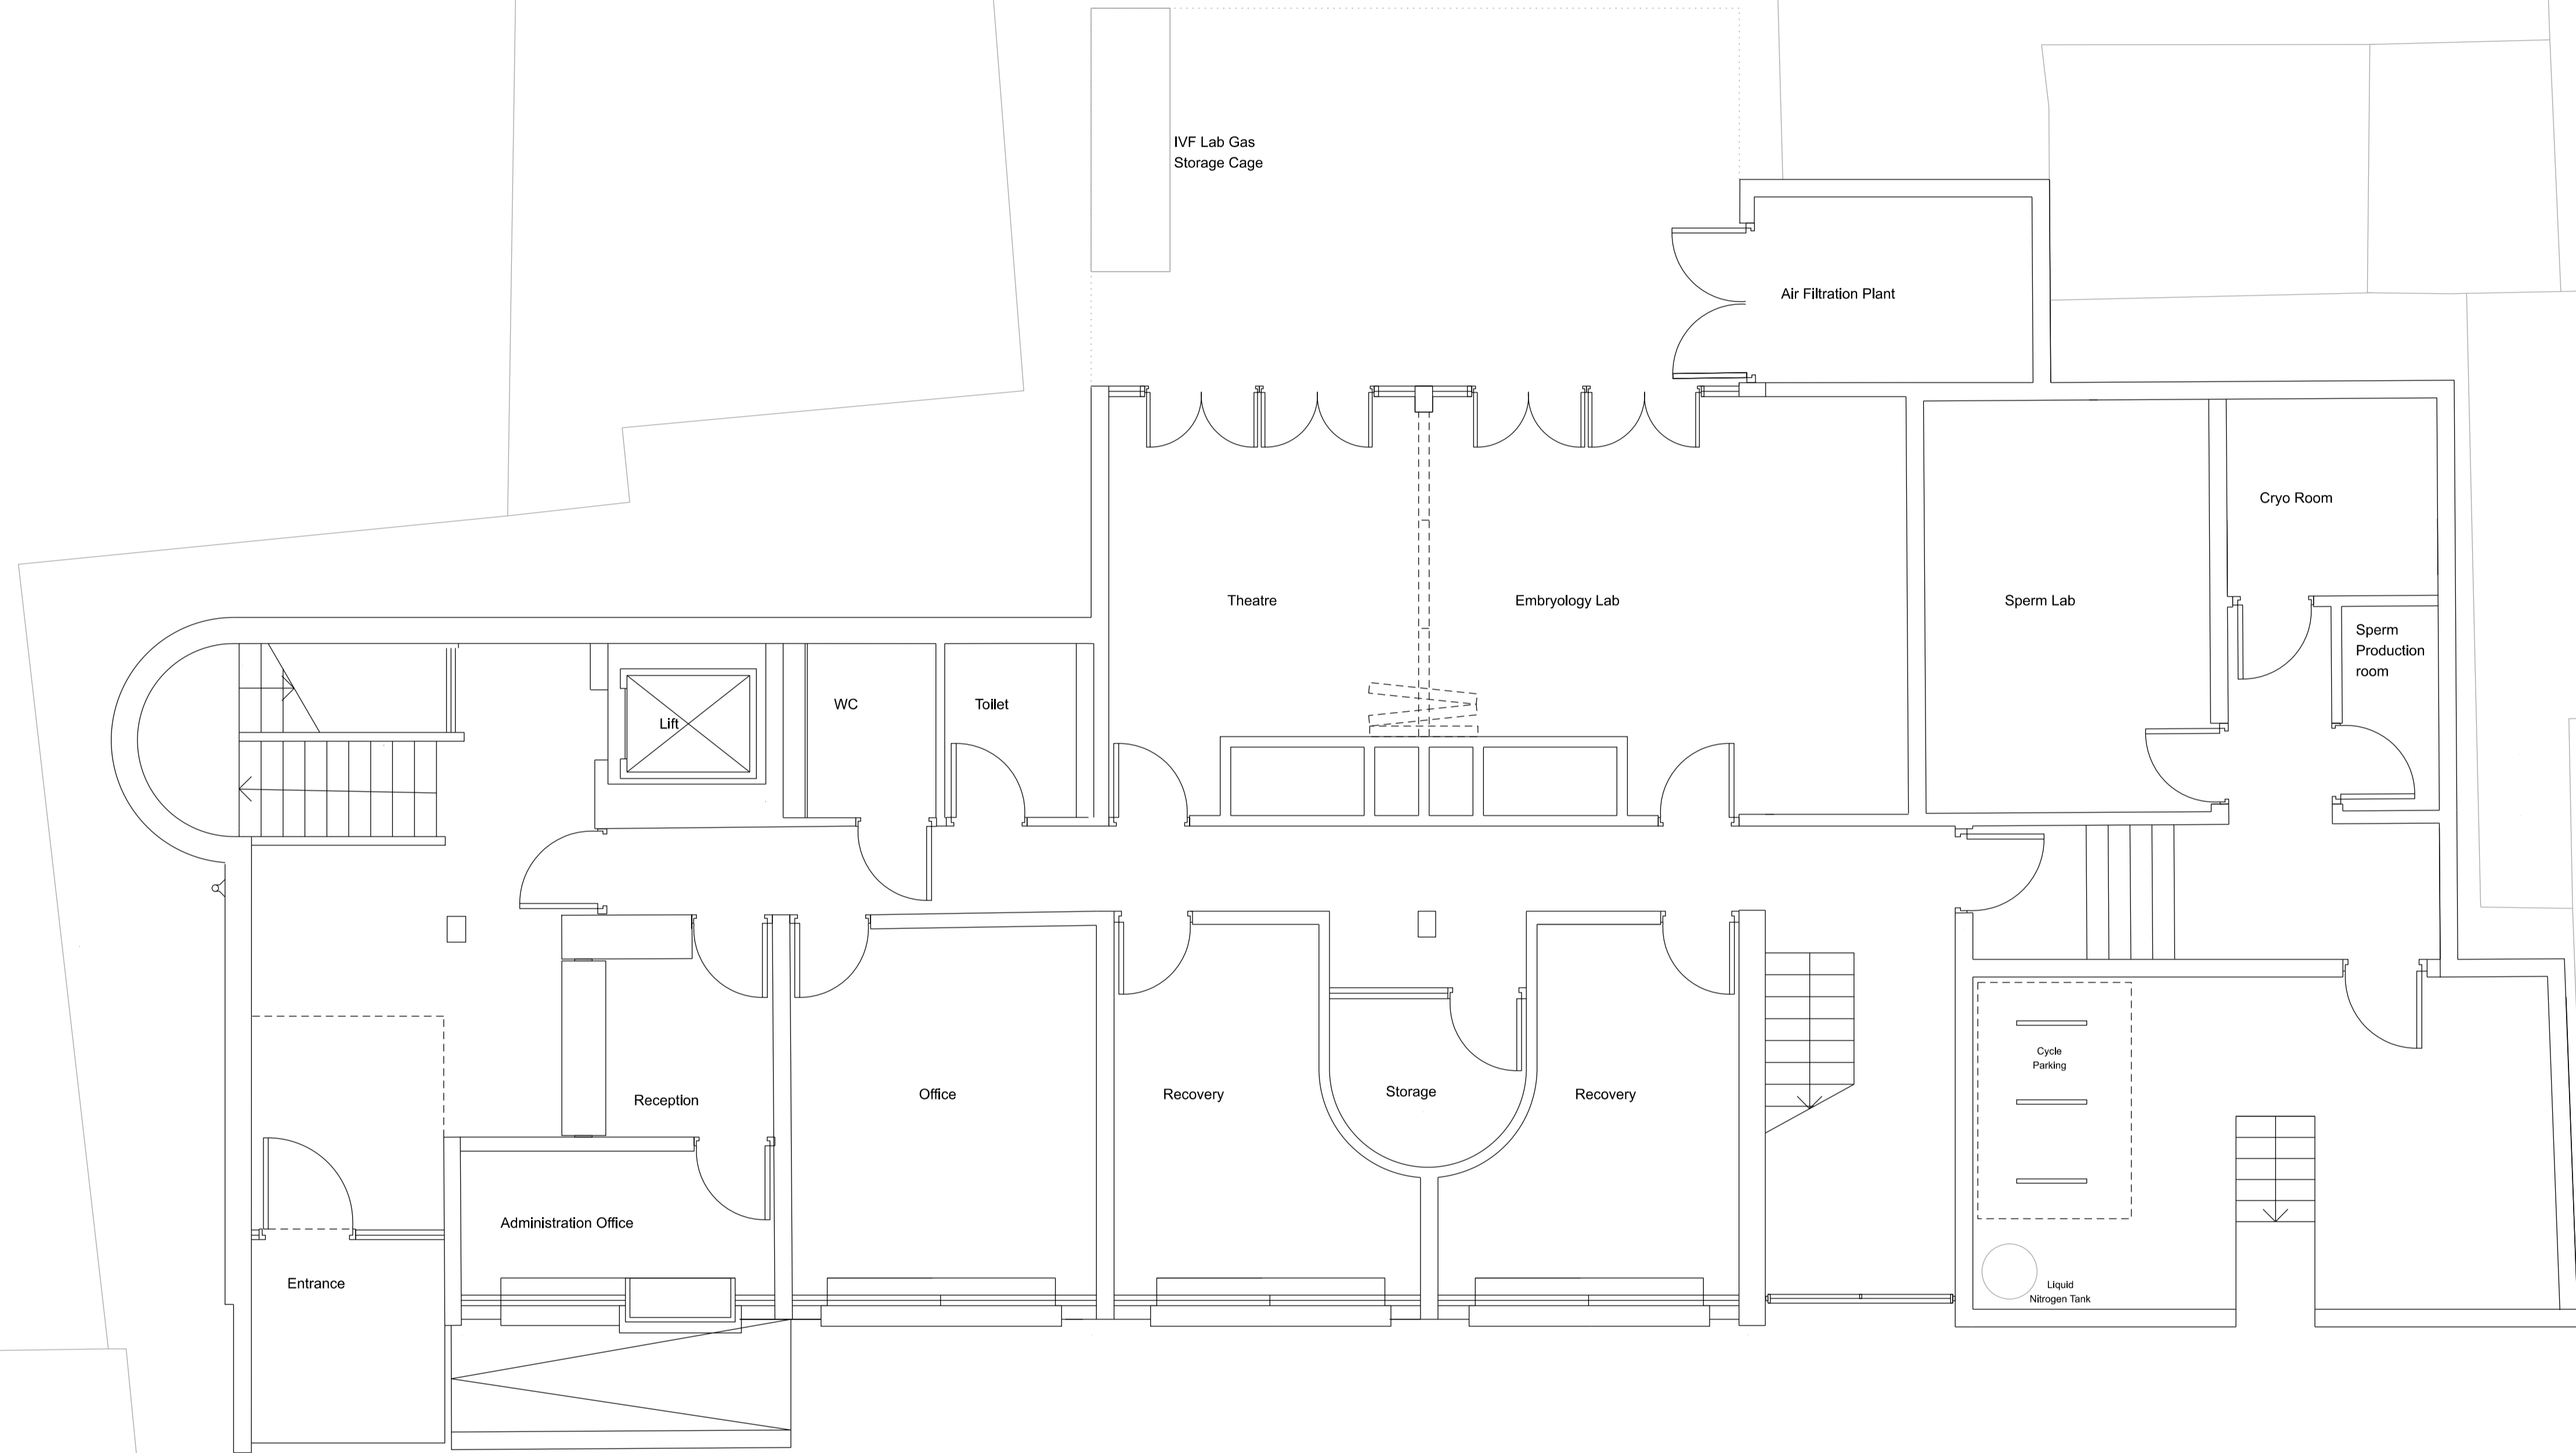 IVF Lab Gas
Storage Cage
Air Filtration Plant
Cryo Room
Theatre
Embryology Lab
Sperm Lab
Sperm
Production
room
WC
Toilet
Lift
Cycle
Parking
Reception
Office
Recovery
Storage
Recovery
Administration Office
Entrance
Liquid
Nitrogen Tank